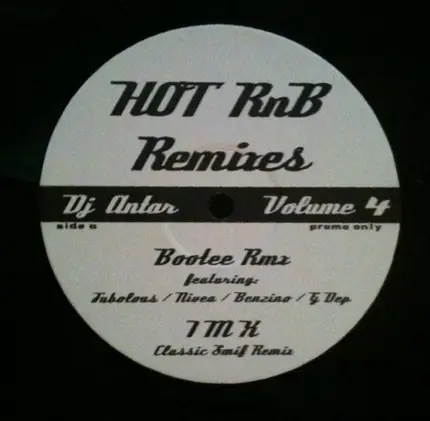 HOT RnB
Remixes
Dj Antar Volume 4
side a promo only
Bootee Rmx
featuring:
Fabolous / Nivea / Benzino / G Dep
I M X
Classic Smif Remix